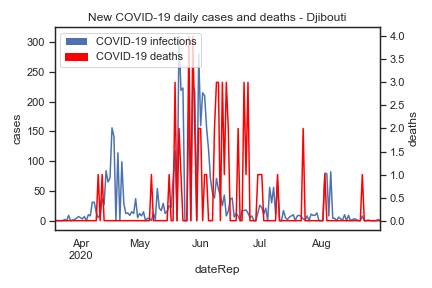 New COVID-19 daily cases and deaths - Djibouti
COVID-19 infections
COVID-19 deaths
300
250
200
150
100
50
0
cases
4.0
3.5
3.0
2.5
2.0
1.5
1.0
0.5
0.0
deaths
Apr
2020
May
Jun
Jul
Aug
dateRep